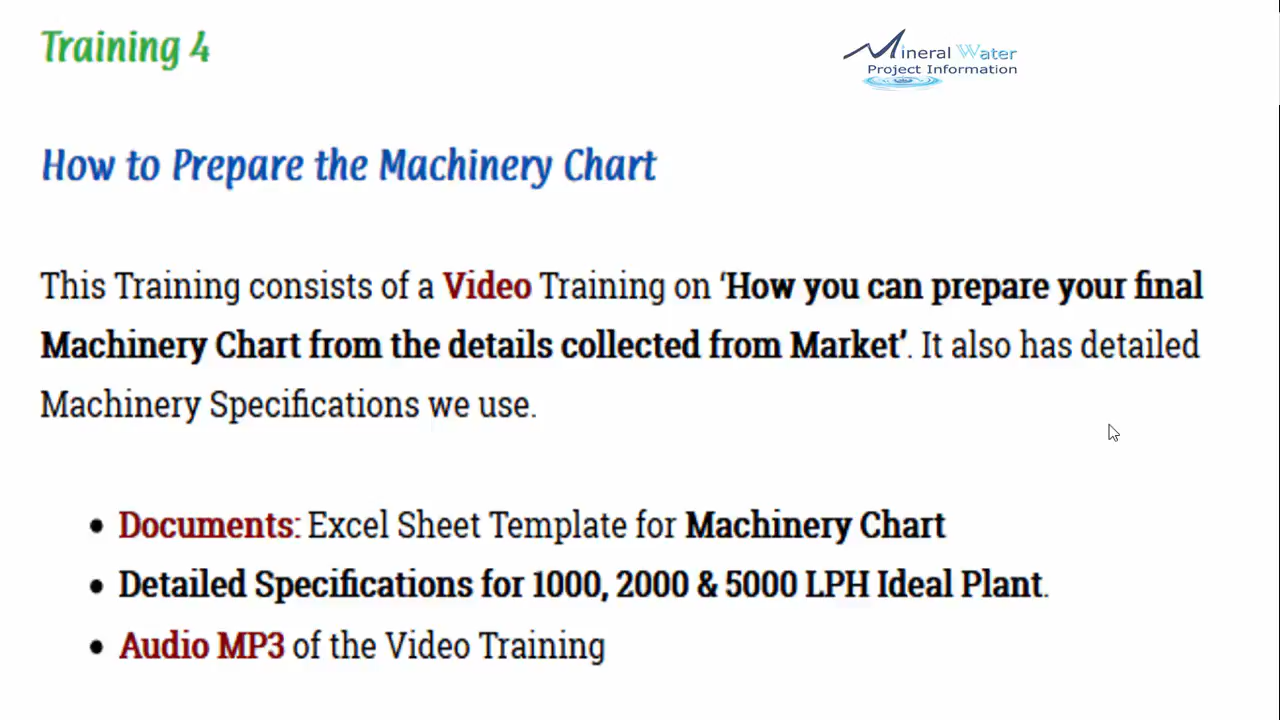 Training 4
Mineral Water
Project Information
How to Prepare the Machinery Chart
This Training consists of a Video Training on ‘How you can prepare your final
Machinery Chart from the details collected from Market’. It also has detailed
Machinery Specifications we use.
• Documents: Excel Sheet Template for Machinery Chart
• Detailed Specifications for 1000, 2000 & 5000 LPH Ideal Plant.
• Audio MP3 of the Video Training